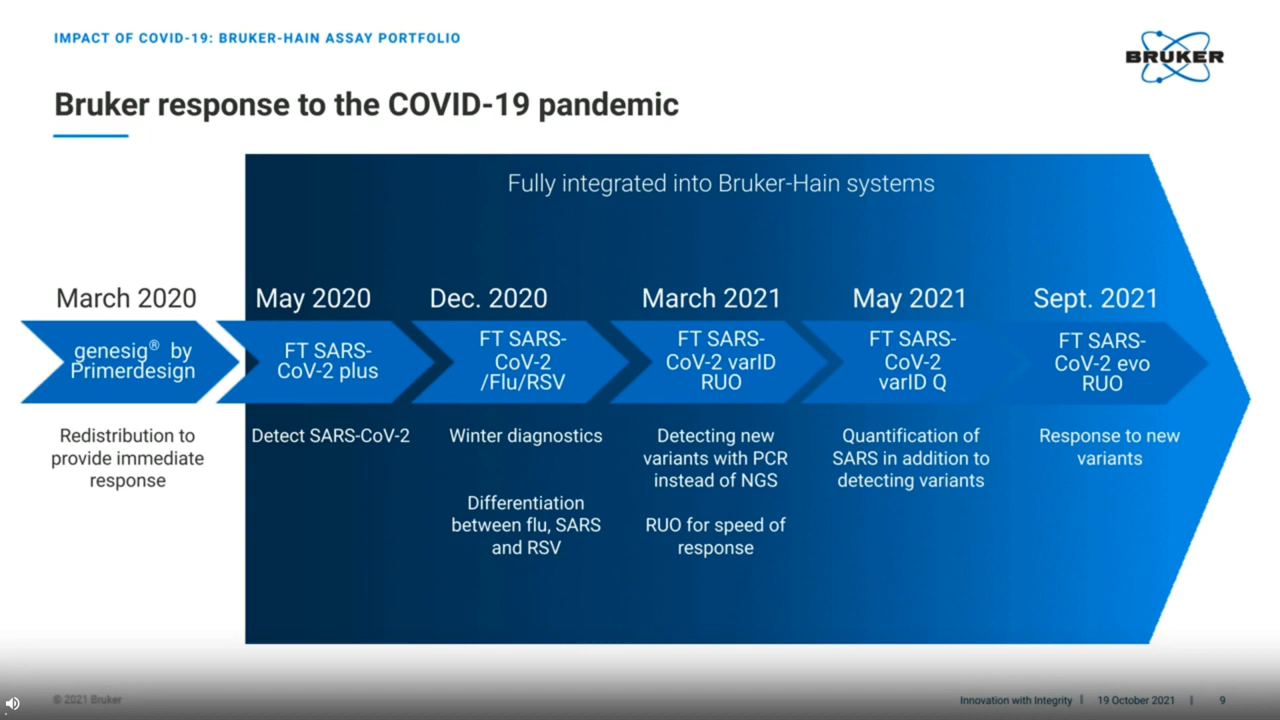 IMPACT OF COVID-19: BRUKER-HAIN ASSAY PORTFOLIO
BRUKER
Bruker response to the COVID-19 pandemic
Fully integrated into Bruker-Hain systems
March 2020
genesig® by
Primerdesign
Redistribution to
provide immediate
response
May 2020
FT SARS-
CoV-2 plus
Detect SARS-CoV-2
Dec. 2020
FT SARS-
CoV-2
/Flu/RSV
Winter diagnostics
Differentiation
between flu, SARS
and RSV
March 2021
FT SARS-
CoV-2 varID
RUO
Detecting new
variants with PCR
instead of NGS
RUO for speed of
response
May 2021
FT SARS-
CoV-2
varID Q
Quantification of
SARS in addition to
detecting variants
Sept. 2021
FT SARS-
CoV-2 evo
RUO
Response to new
variants
© 2021 Bruker
Innovation with Integrity | 19 October 2021 | 9